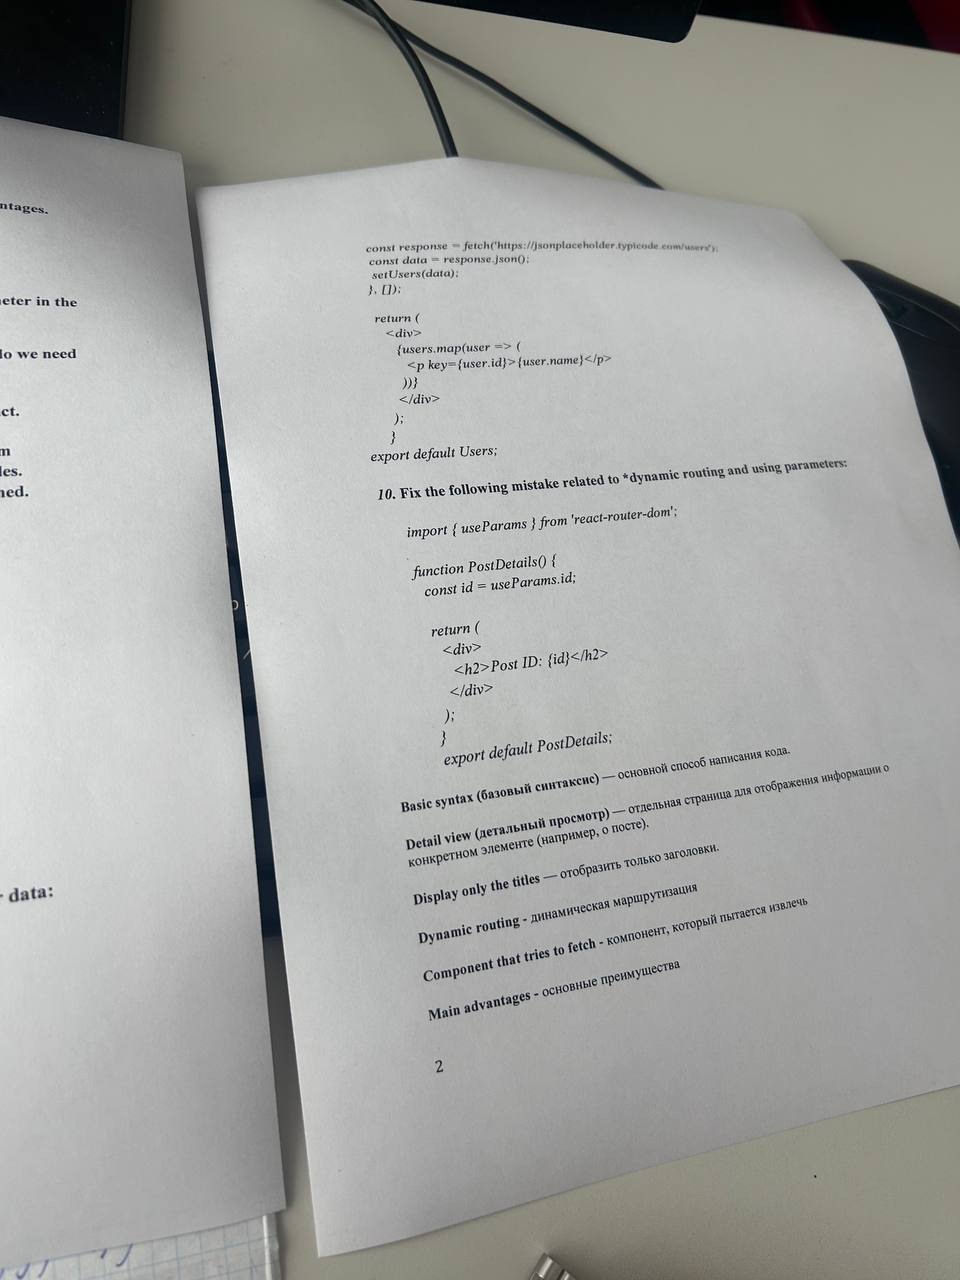 ntages.
eter in the
lo we need
ct.
m
les.
ned.
- data:
const response = fetch('https://jsonplaceholder.typicode.com/users');
const data = response.json();
setUsers(data);
}, []);
return (
<div>
{users.map(user => (
<p key={user.id}>{user.name}</p>
))}
</div>
);
}
export default Users;
10. Fix the following mistake related to *dynamic routing and using parameters:
import { useParams } from 'react-router-dom';
function PostDetails() {
const id = useParams.id;
return (
<div>
<h2>Post ID: {id}</h2>
</div>
);
}
export default PostDetails;
Basic syntax (базовый синтаксис) — основной способ написания кода.
Detail view (детальный просмотр) — отдельная страница для отображения информации о
конкретном элементе (например, о посте).
Display only the titles — отобразить только заголовки.
Dynamic routing - динамическая маршрутизация
Component that tries to fetch - компонент, который пытается извлечь
Main advantages - основные преимущества
2